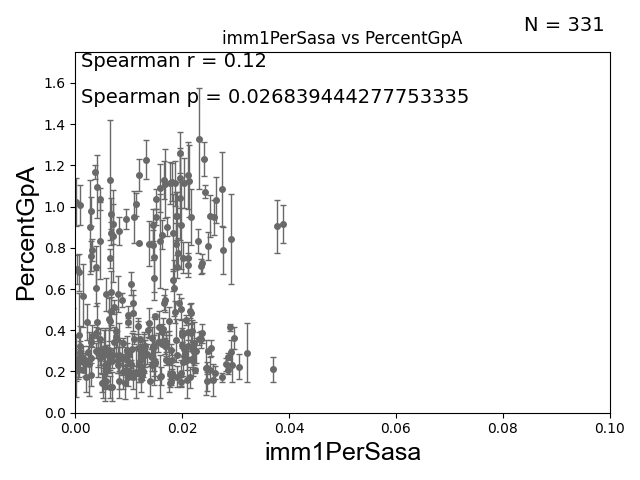 N = 331
imm1PerSasa vs PercentGpA
Spearman r = 0.12
Spearman p = 0.026839444277753335
1.6
1.4
1.2
1.0
0.8
0.6
0.4
0.2
0.0
PercentGpA
0.00 0.02 0.04 0.06 0.08 0.10
imm1PerSasa